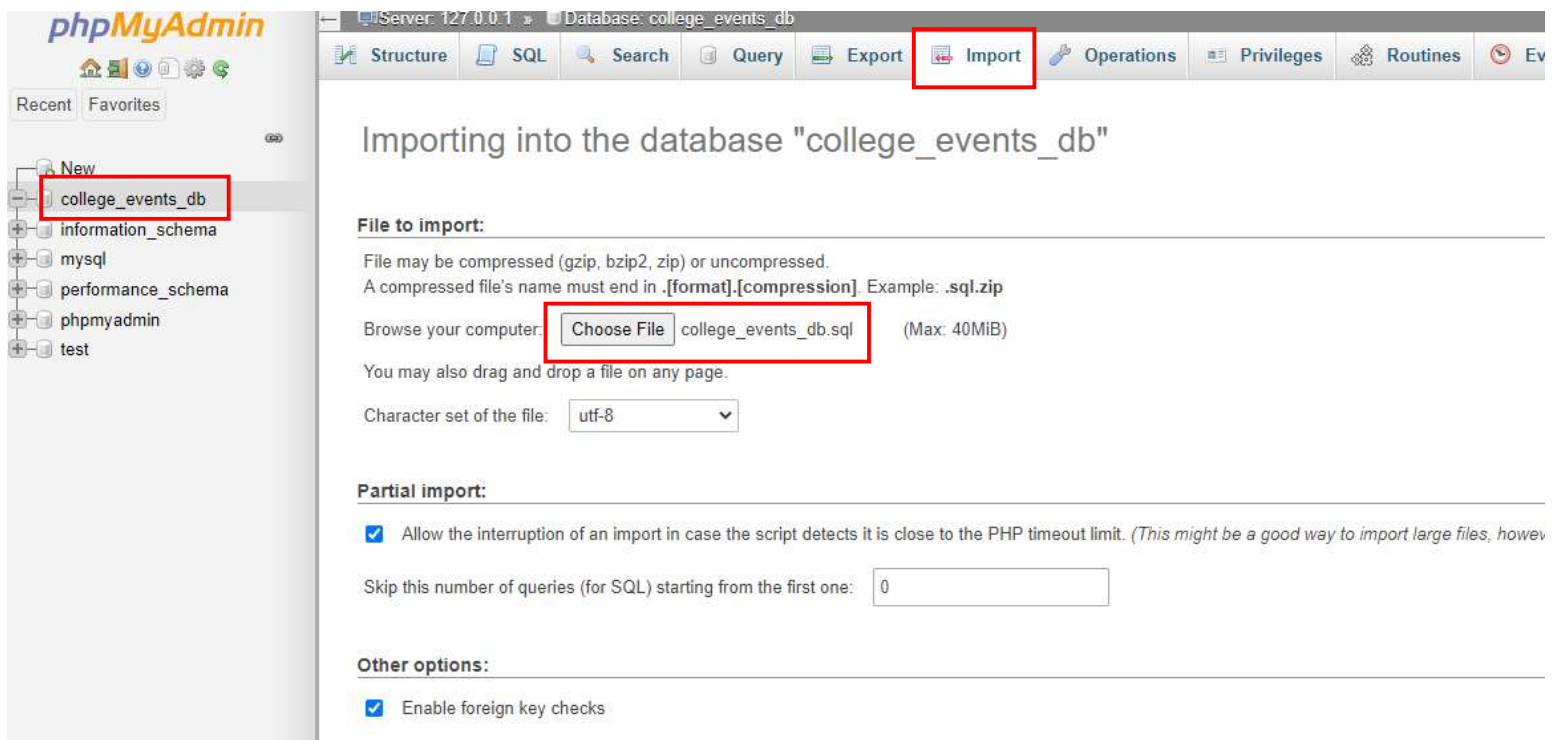 phpMyAdmin
Recent Favorites
New
college_events_db
information_schema
mysql
performance_schema
phpmyadmin
test
Server: 127.0.0.1 » Database: college_events_db
Structure SQL Search Query Export Import Operations Privileges Routines Ev
Importing into the database "college_events_db"
File to import:
File may be compressed (gzip, bzip2, zip) or uncompressed.
A compressed file's name must end in .[format].[compression]. Example: .sql.zip
Browse your computer: Choose File college_events_db.sql (Max: 40MiB)
You may also drag and drop a file on any page.
Character set of the file: utf-8
Partial import:
Allow the interruption of an import in case the script detects it is close to the PHP timeout limit. (This might be a good way to import large files, howev
Skip this number of queries (for SQL) starting from the first one: 0
Other options:
Enable foreign key checks